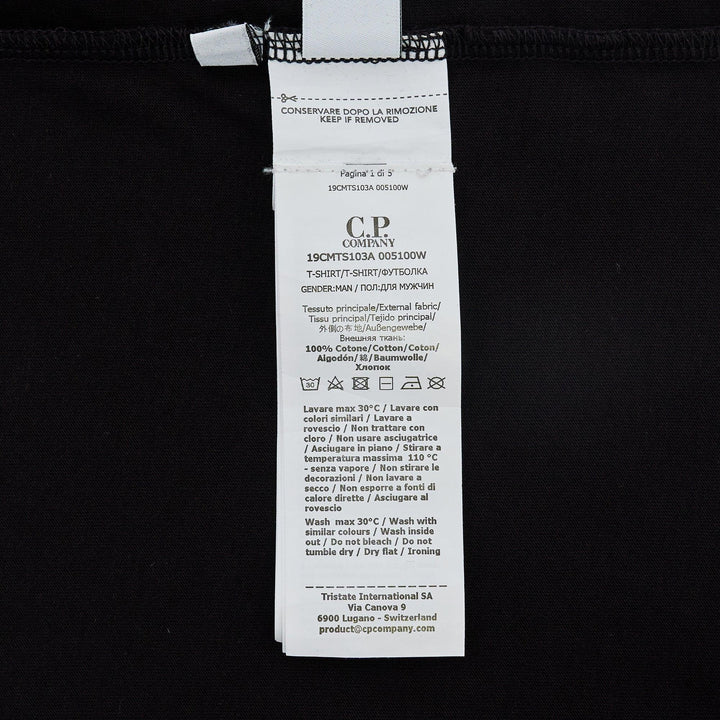 CONSERVARE DOPO LA RIMOZIONE
KEEP IF REMOVED
Pagina 1 di 5
19CMTS103A 005100W
C.P.
COMPANY
19CMTS103A 005100W
T-SHIRT/T-SHIRT/ФУТБОЛКА
GENDER:MAN / ПОЛ:ДЛЯ МУЖЧИН
Tessuto principale/External fabric/
Tissu principal/Tejido principal/
外側の布地/Außengewebe/
Внешняя ткань:
100% Cotone/Cotton/Coton/
Algodón/綿/Baumwolle/
Хлопок
30
Lavare max 30°C / Lavare con
colori similari / Lavare a
rovescio / Non trattare con
cloro / Non usare asciugatrice
/ Asciugare in piano / Stirare a
temperatura massima 110 °C
- senza vapore / Non stirare le
decorazioni / Non lavare a
secco / Non esporre a fonti di
calore dirette / Asciugare al
rovescio
Wash max 30°C / Wash with
similar colours / Wash inside
out / Do not bleach / Do not
tumble dry / Dry flat / Ironing
Tristate International SA
Via Canova 9
6900 Lugano - Switzerland
product@cpcompany.com